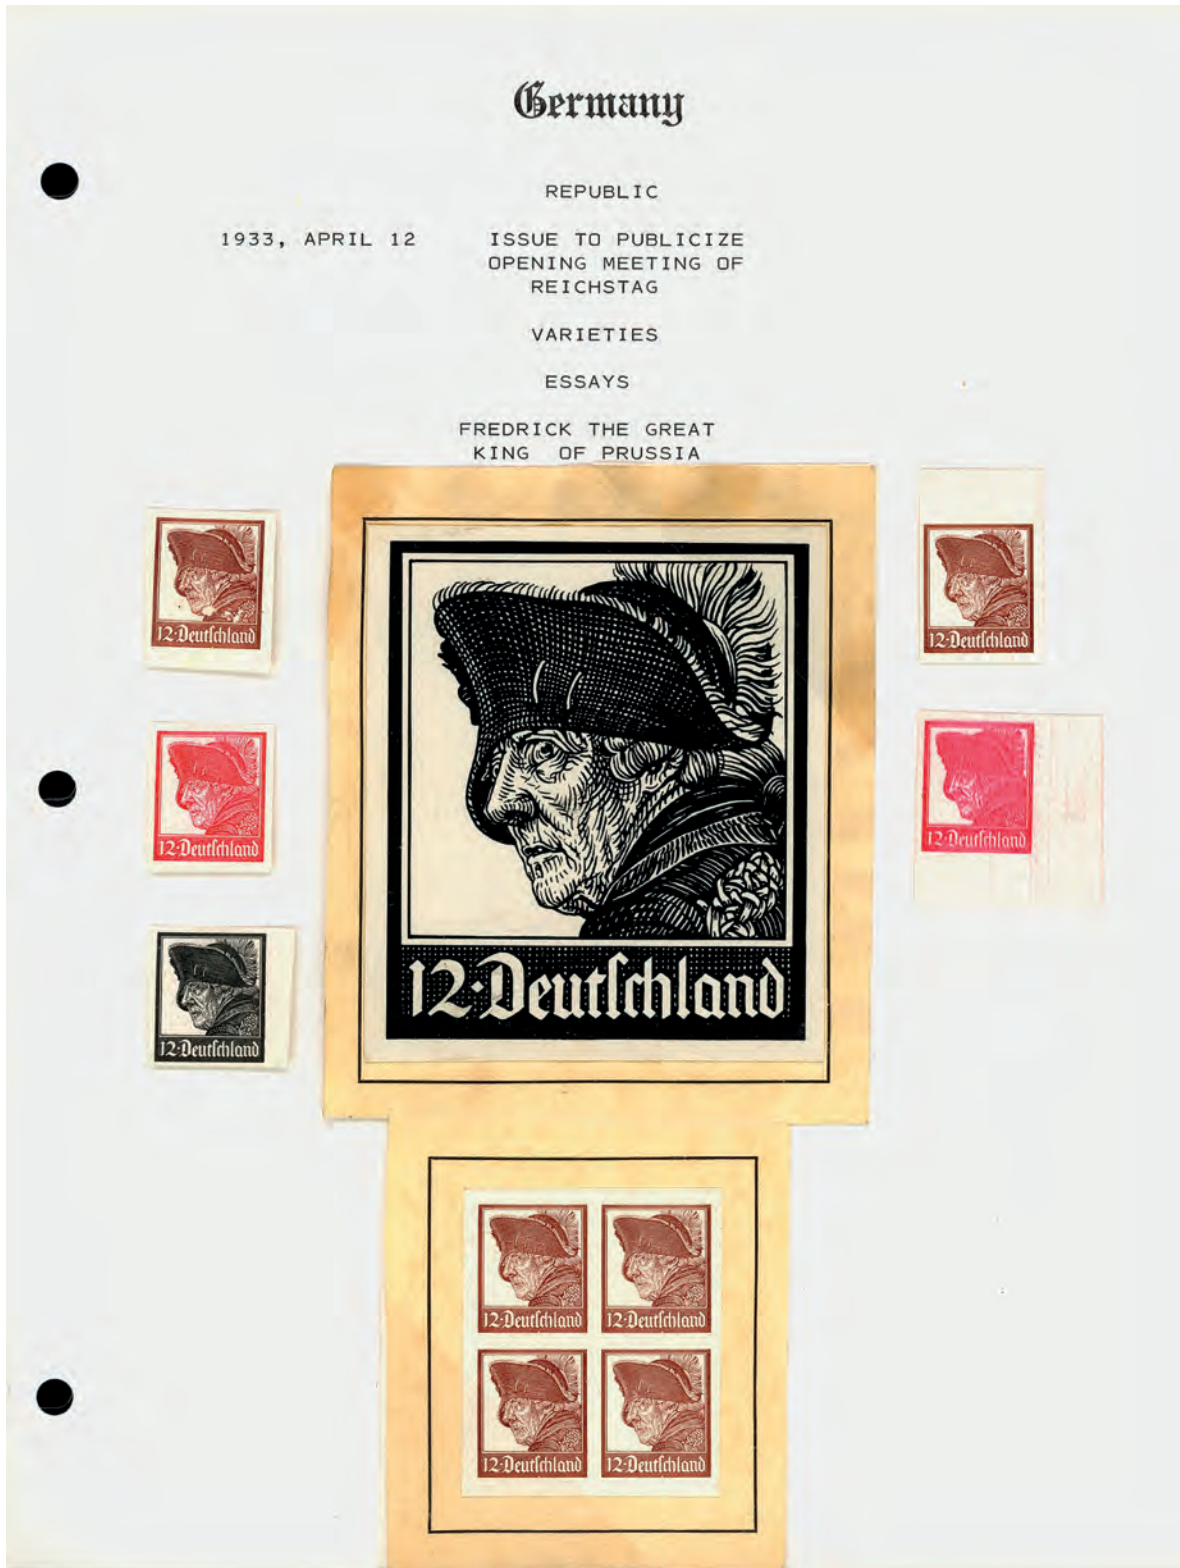 Germany
REPUBLIC
1933, APRIL 12 ISSUE TO PUBLICIZE
OPENING MEETING OF
REICHSTAG
VARIETIES
ESSAYS
FREDRICK THE GREAT
KING OF PRUSSIA
12·Deutſchland
12·Deutſchland
12·Deutſchland
12·Deutſchland
12·Deutſchland
12·Deutſchland
12·Deutſchland
12·Deutſchland
12·Deutſchland
12·Deutſchland